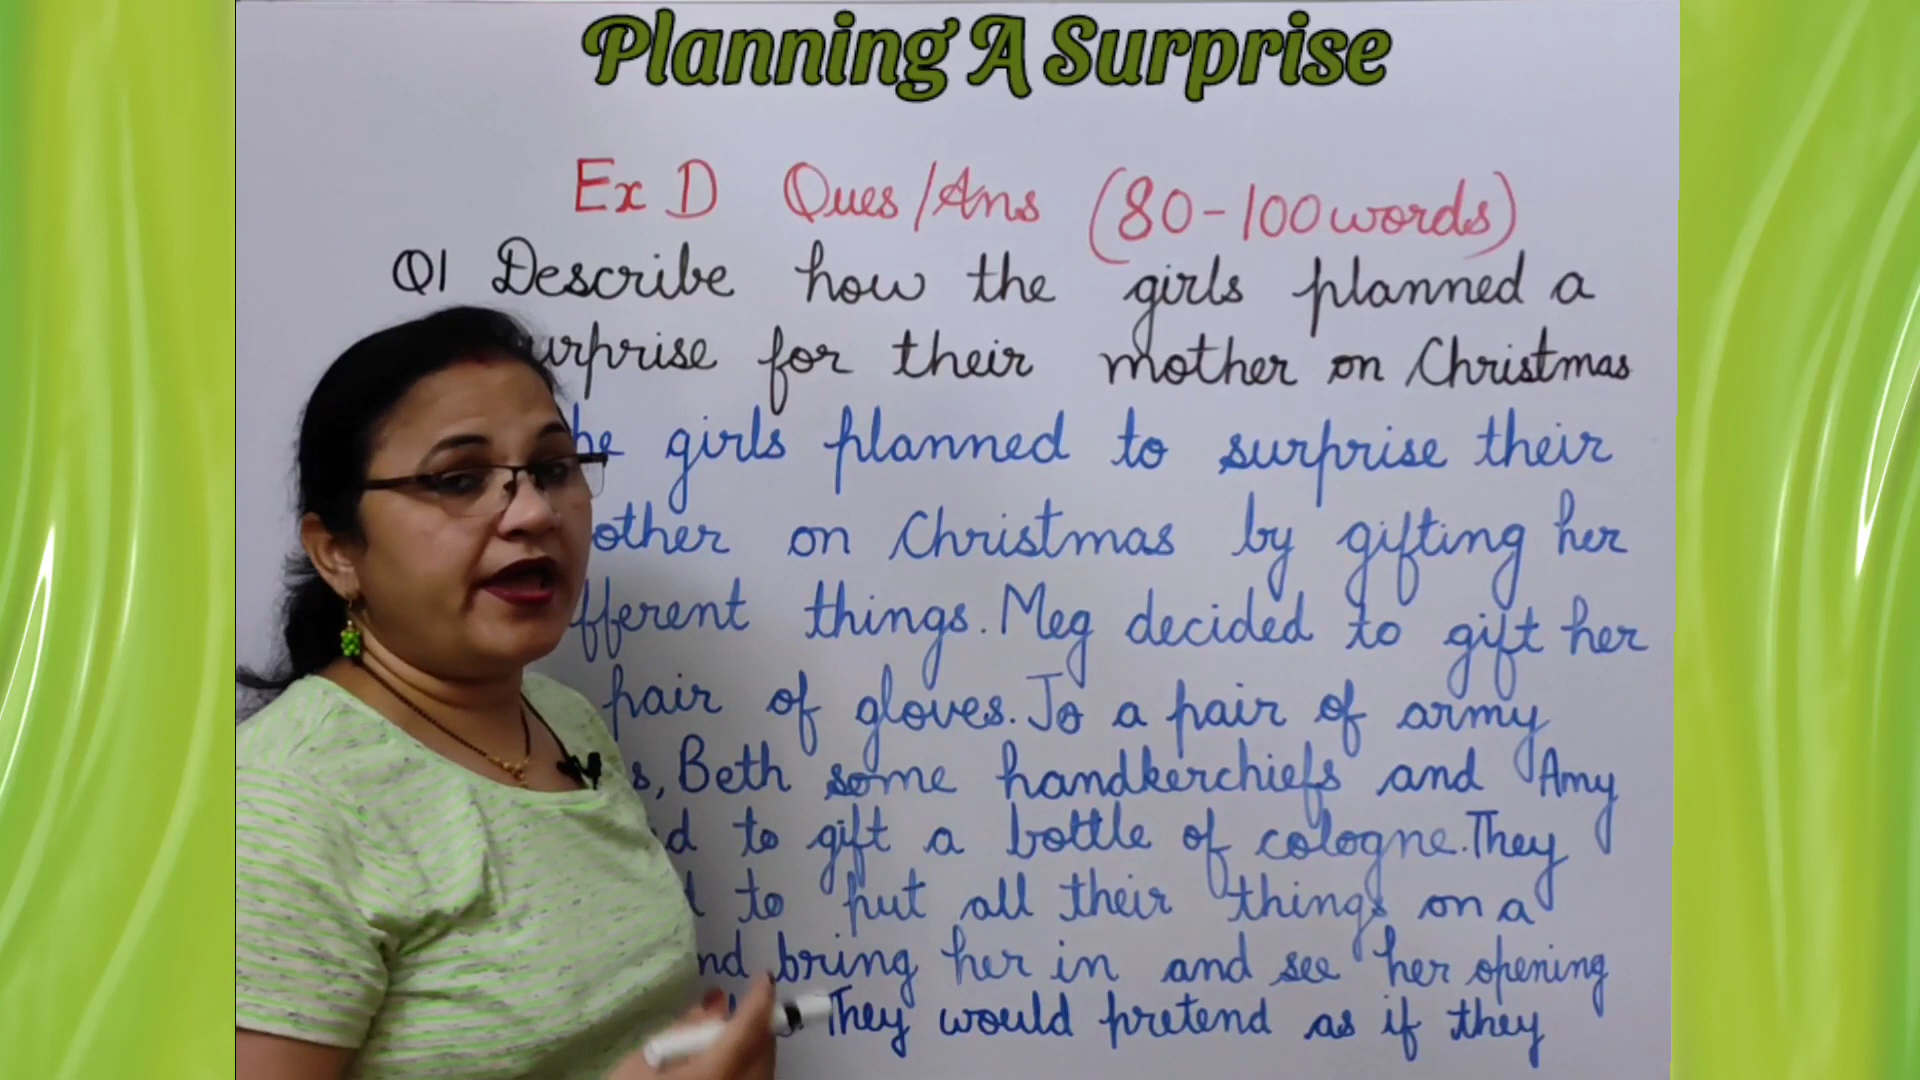 Planning A Surprise
Ex D Ques/Ans (80-100 words)
Q1 Describe how the girls planned a
urprise for their mother on Christmas
he girls planned to surprise their
other on Christmas by gifting her
fferent things. Meg decided to gift her
pair of gloves. Jo a pair of army
s, Beth some handkerchiefs and Amy
d to gift a bottle of cologne. They
to put all their things on a
nd bring her in and see her opening
They would pretend as if they